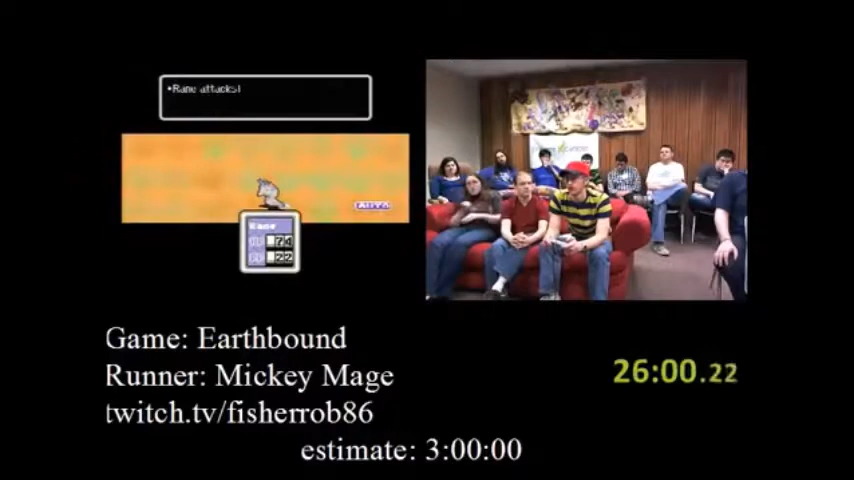 •Rane attacks!
Rane
74
22
Game: Earthbound
Runner: Mickey Mage
26:00.22
twitch.tv/fisherrob86
estimate: 3:00:00